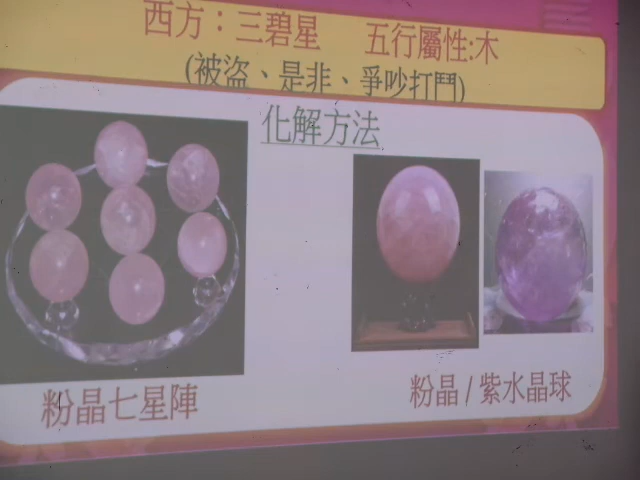 西方：三碧星 五行屬性:木
(被盜、是非、爭吵打鬥)
化解方法
粉晶七星陣
粉晶/紫水晶球